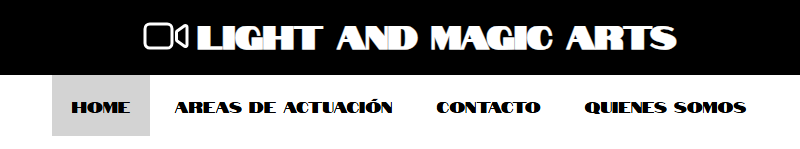 LIGHT AND MAGIC ARTS
HOME AREAS DE ACTUACIÓN CONTACTO QUIENES SOMOS